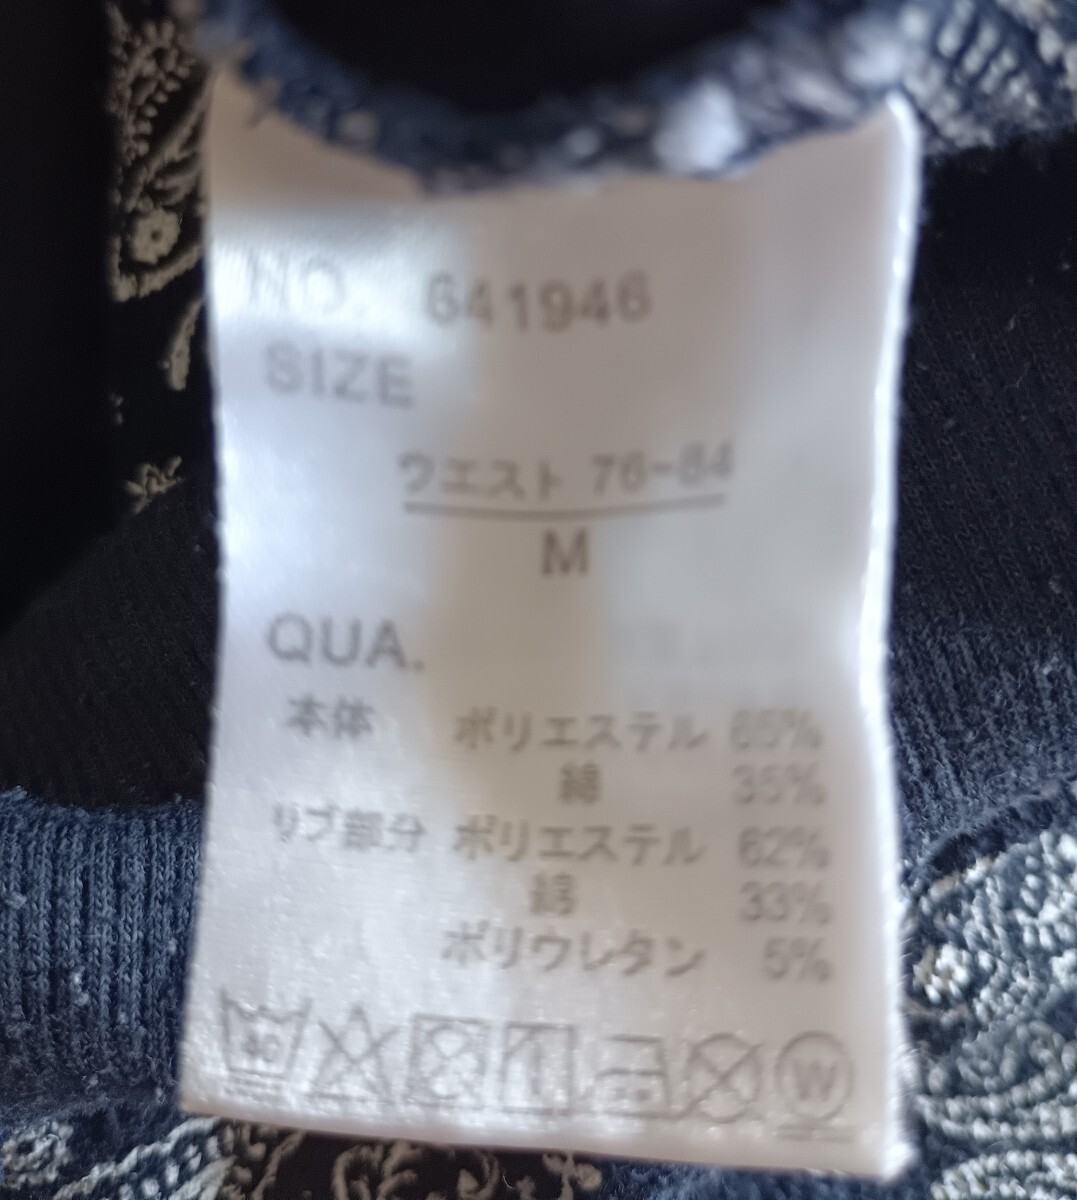 NO. 641946
SIZE
ウエスト 76-84
M
QUA.
本体 ポリエステル 65%
綿 35%
リブ部分 ポリエステル 62%
綿 33%
ポリウレタン 5%
40
W